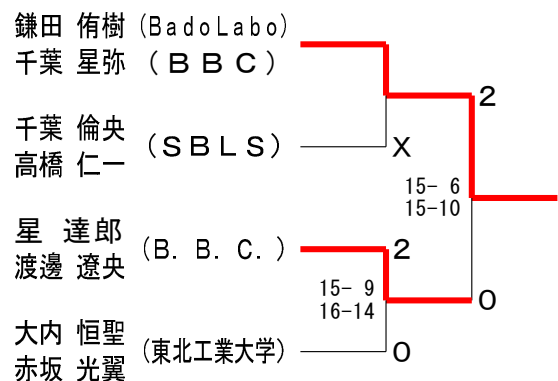 鎌田 侑樹 (BadoLabo)
千葉 星弥 (ＢＢＣ)
2
千葉 倫央
高橋 仁一 (ＳＢＬＳ)
X
15- 6
15-10
星 達郎
渡邊 遼央 (B. B. C.)
2
15- 9
16-14
0
大内 恒聖
赤坂 光翼 (東北工業大学)
0